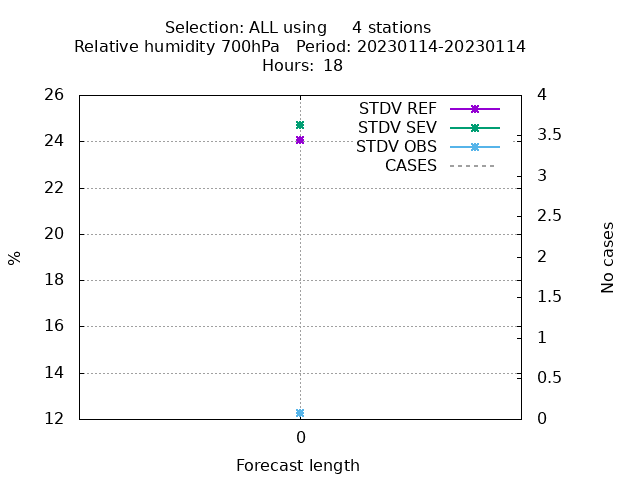 Selection: ALL using     4 stations
Relative humidity 700hPa   Period: 20230114-20230114
Hours: 18
STDV REF
STDV SEV
STDV OBS
CASES
26
24
22
20
18
16
14
12
%
4
3.5
3
2.5
2
1.5
1
0.5
0
No cases
0
Forecast length